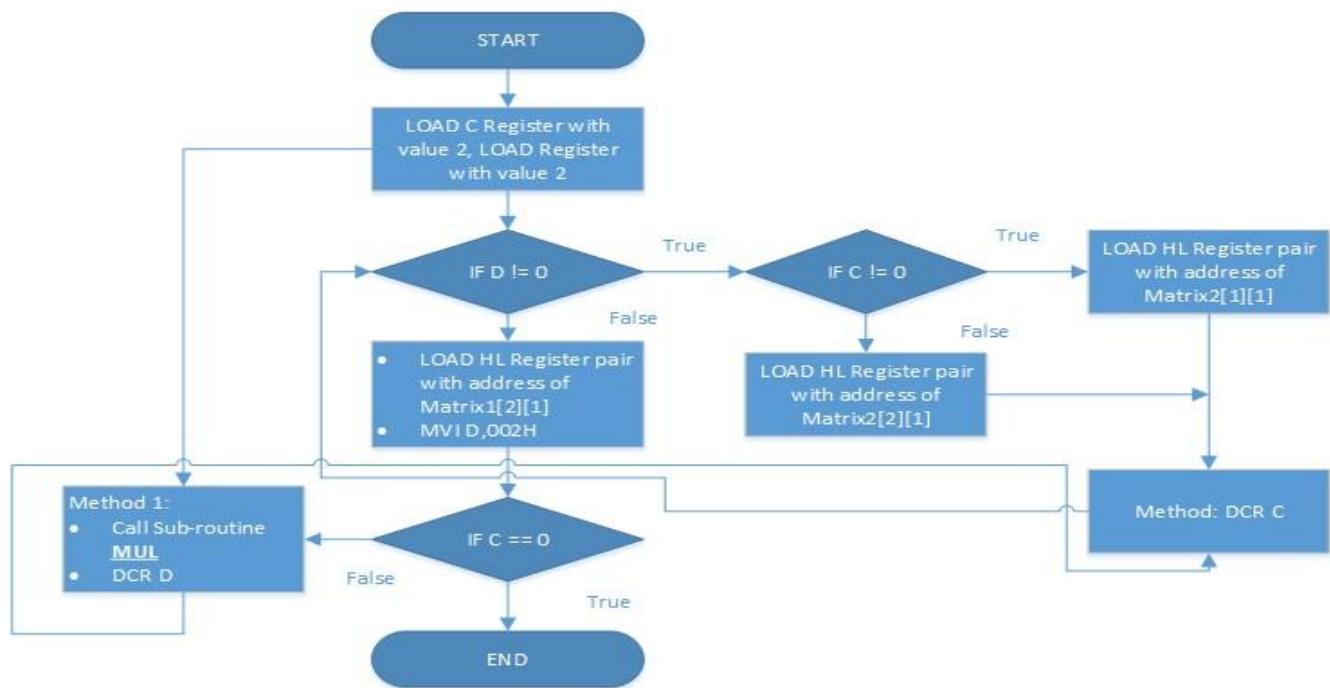 START
LOAD C Register with
value 2, LOAD Register
with value 2
IF D != 0
True
IF C != 0
True
LOAD HL Register pair
with address of
Matrix2[1][1]
False
False
• LOAD HL Register pair
with address of
Matrix1[2][1]
• MVI D,002H
LOAD HL Register pair
with address of
Matrix2[2][1]
Method 1:
• Call Sub-routine
MUL
• DCR D
IF C == 0
False
True
Method: DCR C
END